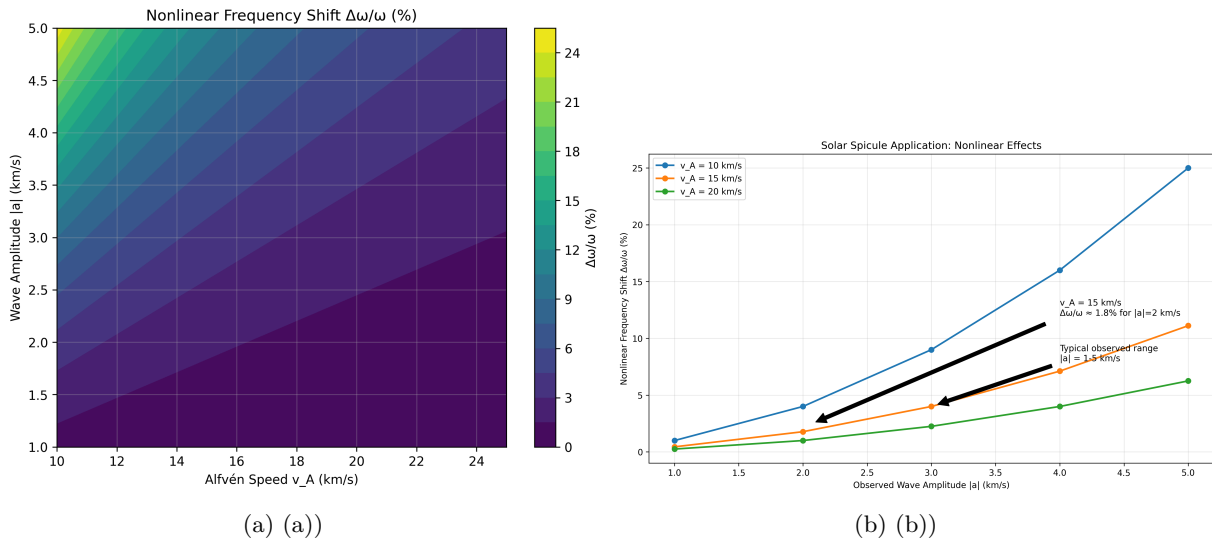 Nonlinear Frequency Shift Δω/ω (%)
5.0
4.5
4.0
3.5
3.0
2.5
2.0
1.5
1.0
Wave Amplitude |a| (km/s)
10
12
14
16
18
20
22
24
Alfvén Speed v_A (km/s)
24
21
18
15
12
9
6
3
0
Δω/ω (%)
(a) (a))
Solar Spicule Application: Nonlinear Effects
v_A = 10 km/s
v_A = 15 km/s
v_A = 20 km/s
25
20
15
10
5
0
Nonlinear Frequency Shift Δω/ω (%)
v_A = 15 km/s
Δω/ω ≈ 1.8% for |a|=2 km/s
Typical observed range
|a| = 1-5 km/s
1.0
1.5
2.0
2.5
3.0
3.5
4.0
4.5
5.0
Observed Wave Amplitude |a| (km/s)
(b) (b))